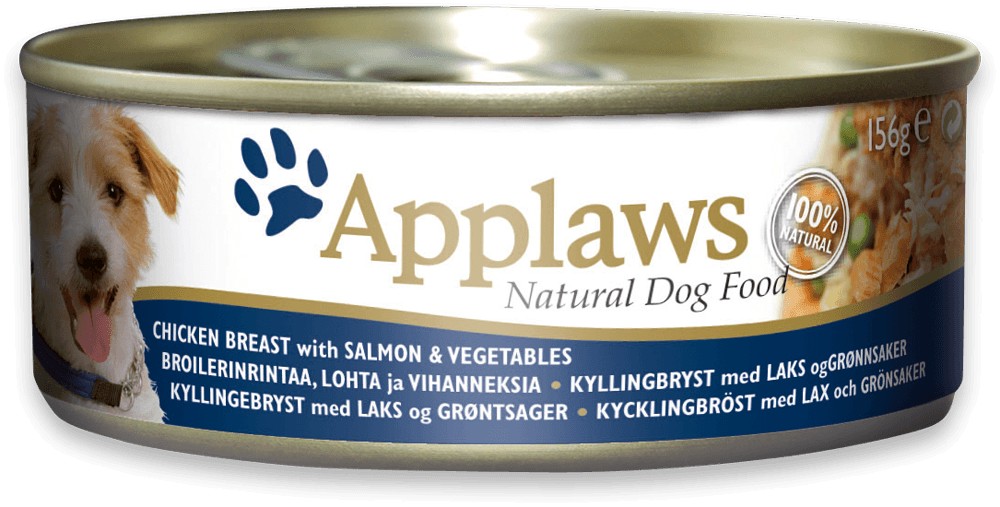 156g ℮
Applaws
100%
NATURAL
Natural Dog Food
CHICKEN BREAST with SALMON & VEGETABLES
BROILERINRINTAA, LOHTA ja VIHANNEKSIA • KYLLINGBRYST med LAKS ogGRØNNSAKER
KYLLINGEBRYST med LAKS og GRØNTSAGER • KYCKLINGBRÖST med LAX och GRÖNSAKER